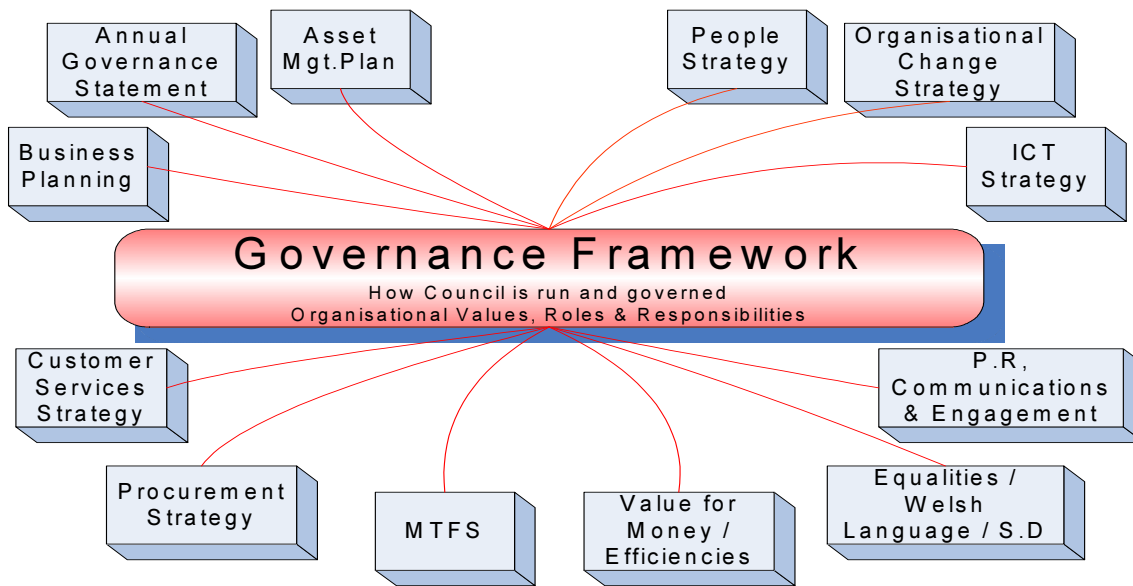 Annual
Governance
Statement
Asset
Mgt.Plan
People
Strategy
Organisational
Change
Strategy
Business
Planning
ICT
Strategy
Governance Framework
How Council is run and governed
Organisational Values, Roles & Responsibilities
Customer
Services
Strategy
P.R,
Communications
& Engagement
Procurement
Strategy
MTFS
Value for
Money /
Efficiencies
Equalities /
Welsh
Language / S.D